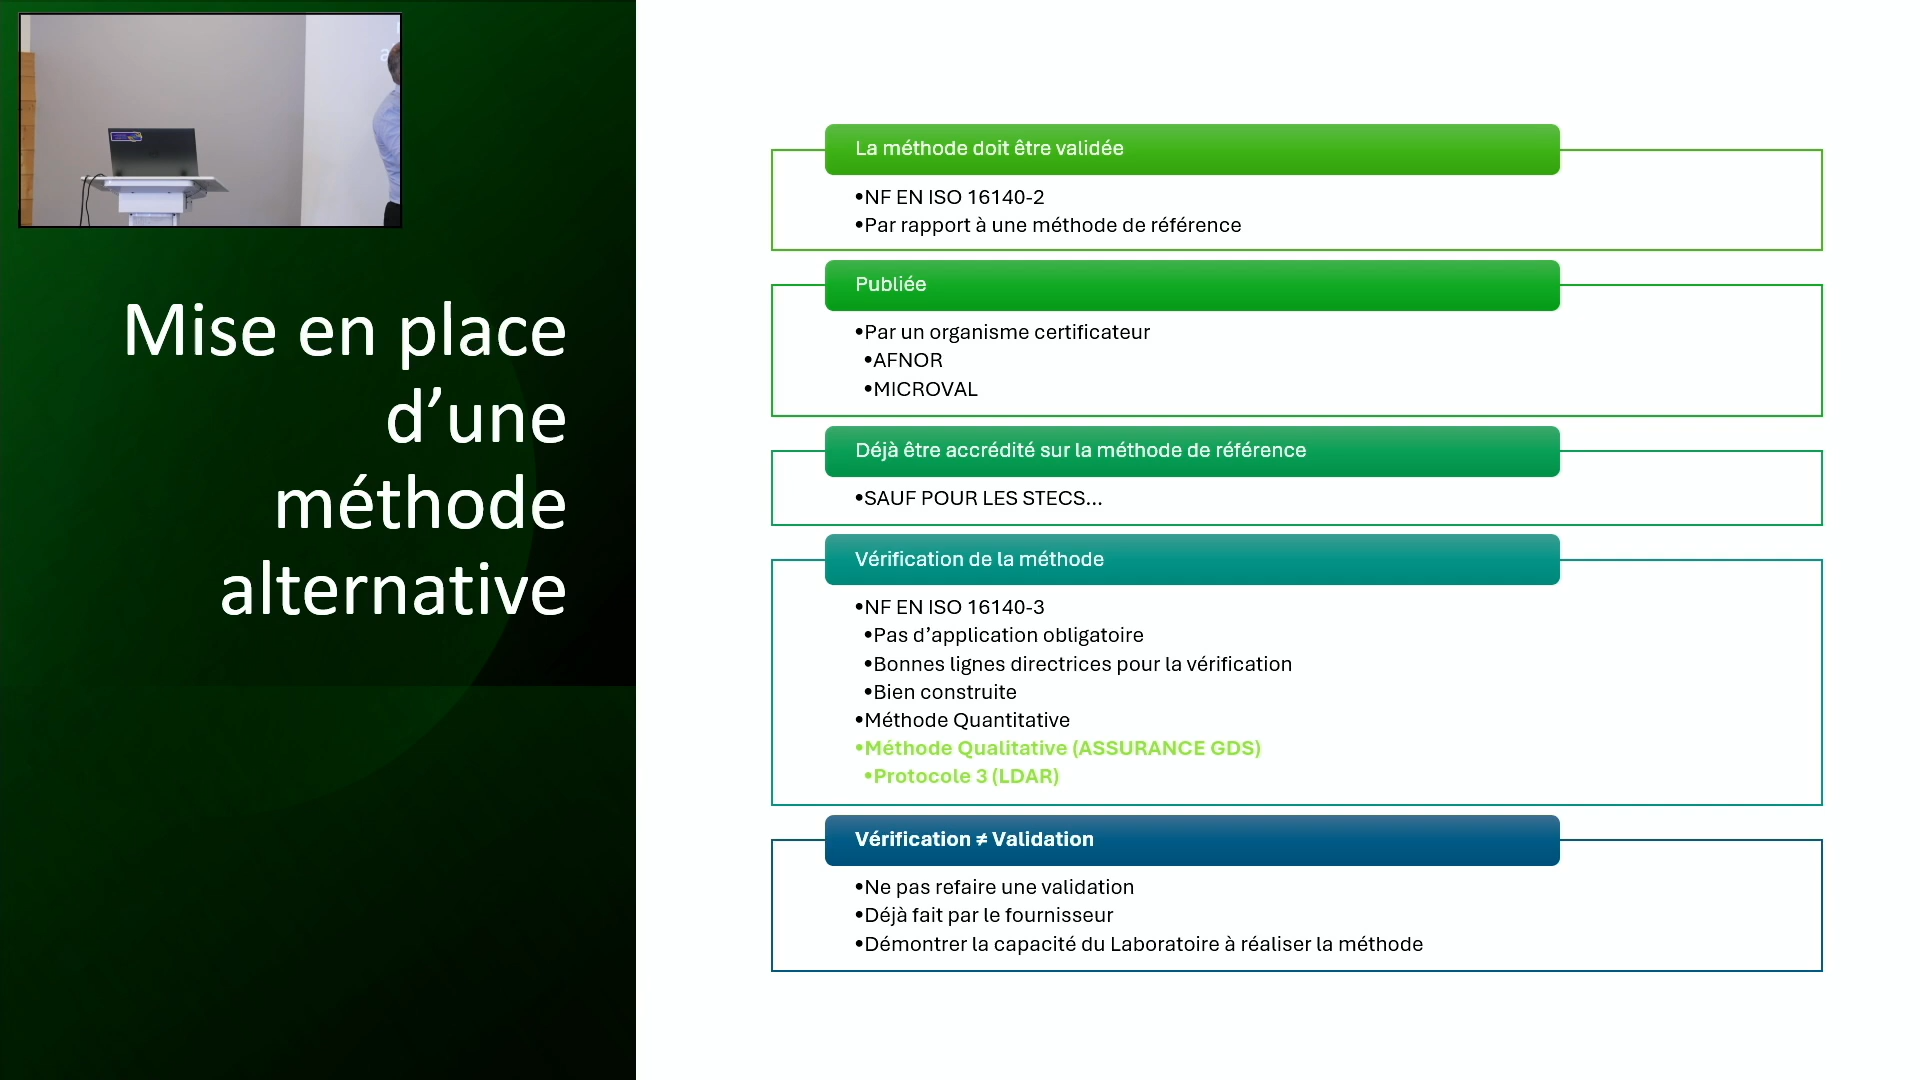 Mise en place
d’une
méthode
alternative
La méthode doit être validée
•NF EN ISO 16140-2
•Par rapport à une méthode de référence
Publiée
•Par un organisme certificateur
•AFNOR
•MICROVAL
Déjà être accrédité sur la méthode de référence
•SAUF POUR LES STECS...
Vérification de la méthode
•NF EN ISO 16140-3
•Pas d’application obligatoire
•Bonnes lignes directrices pour la vérification
•Bien construite
•Méthode Quantitative
•Méthode Qualitative (ASSURANCE GDS)
•Protocole 3 (LDAR)
Vérification ≠ Validation
•Ne pas refaire une validation
•Déjà fait par le fournisseur
•Démontrer la capacité du Laboratoire à réaliser la méthode